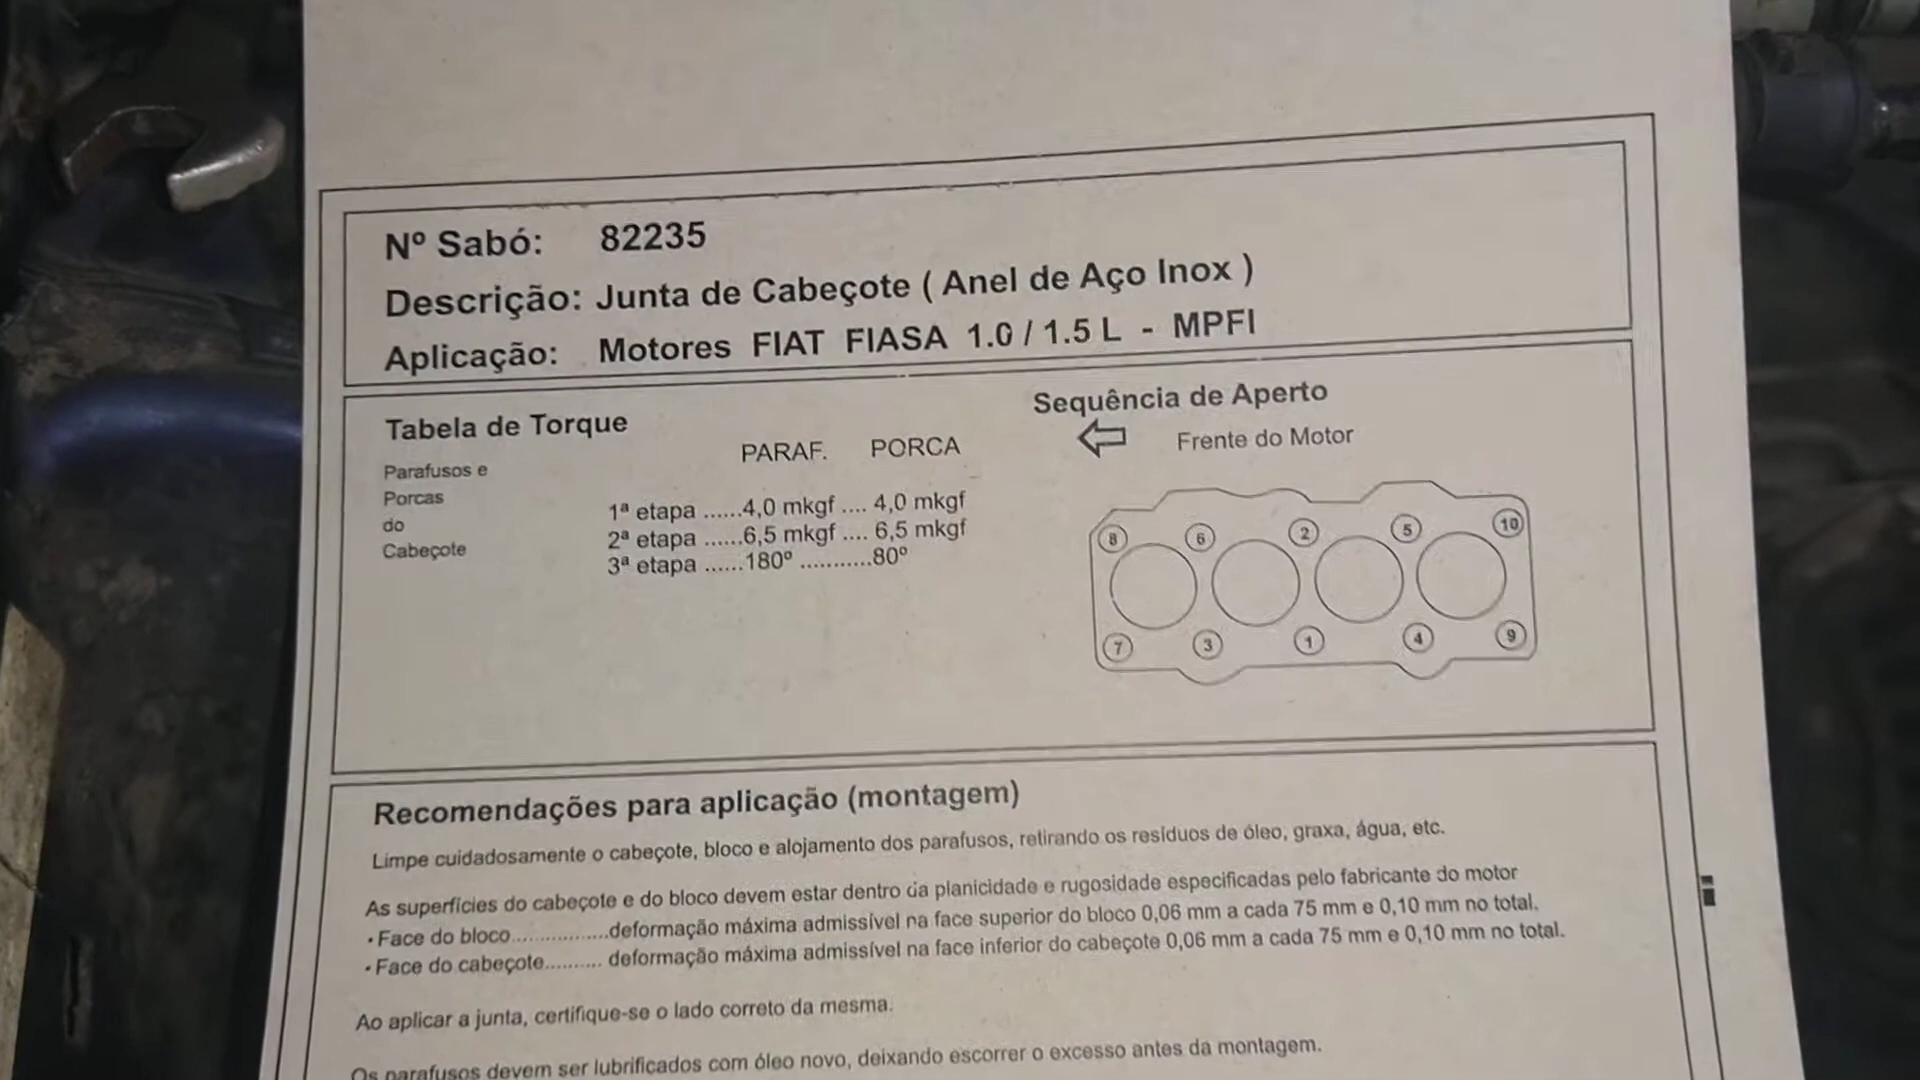 Nº Sabó: 82235
Descrição: Junta de Cabeçote ( Anel de Aço Inox )
Aplicação: Motores FIAT FIASA 1.0 / 1.5 L - MPFI
Tabela de Torque
PARAF. PORCA
Parafusos e
Porcas
do
Cabeçote
1ª etapa ......4,0 mkgf .... 4,0 mkgf
2ª etapa ......6,5 mkgf .... 6,5 mkgf
3ª etapa ......180º ...........80º
Sequência de Aperto
Frente do Motor
8 6 2 5 10
7 3 1 4 9
Recomendações para aplicação (montagem)
Limpe cuidadosamente o cabeçote, bloco e alojamento dos parafusos, retirando os resíduos de óleo, graxa, água, etc.
As superfícies do cabeçote e do bloco devem estar dentro da planicidade e rugosidade especificadas pelo fabricante do motor
• Face do bloco.................deformação máxima admissível na face superior do bloco 0,06 mm a cada 75 mm e 0,10 mm no total.
• Face do cabeçote.......... deformação máxima admissível na face inferior do cabeçote 0,06 mm a cada 75 mm e 0,10 mm no total.
Ao aplicar a junta, certifique-se o lado correto da mesma.
Os parafusos devem ser lubrificados com óleo novo, deixando escorrer o excesso antes da montagem.